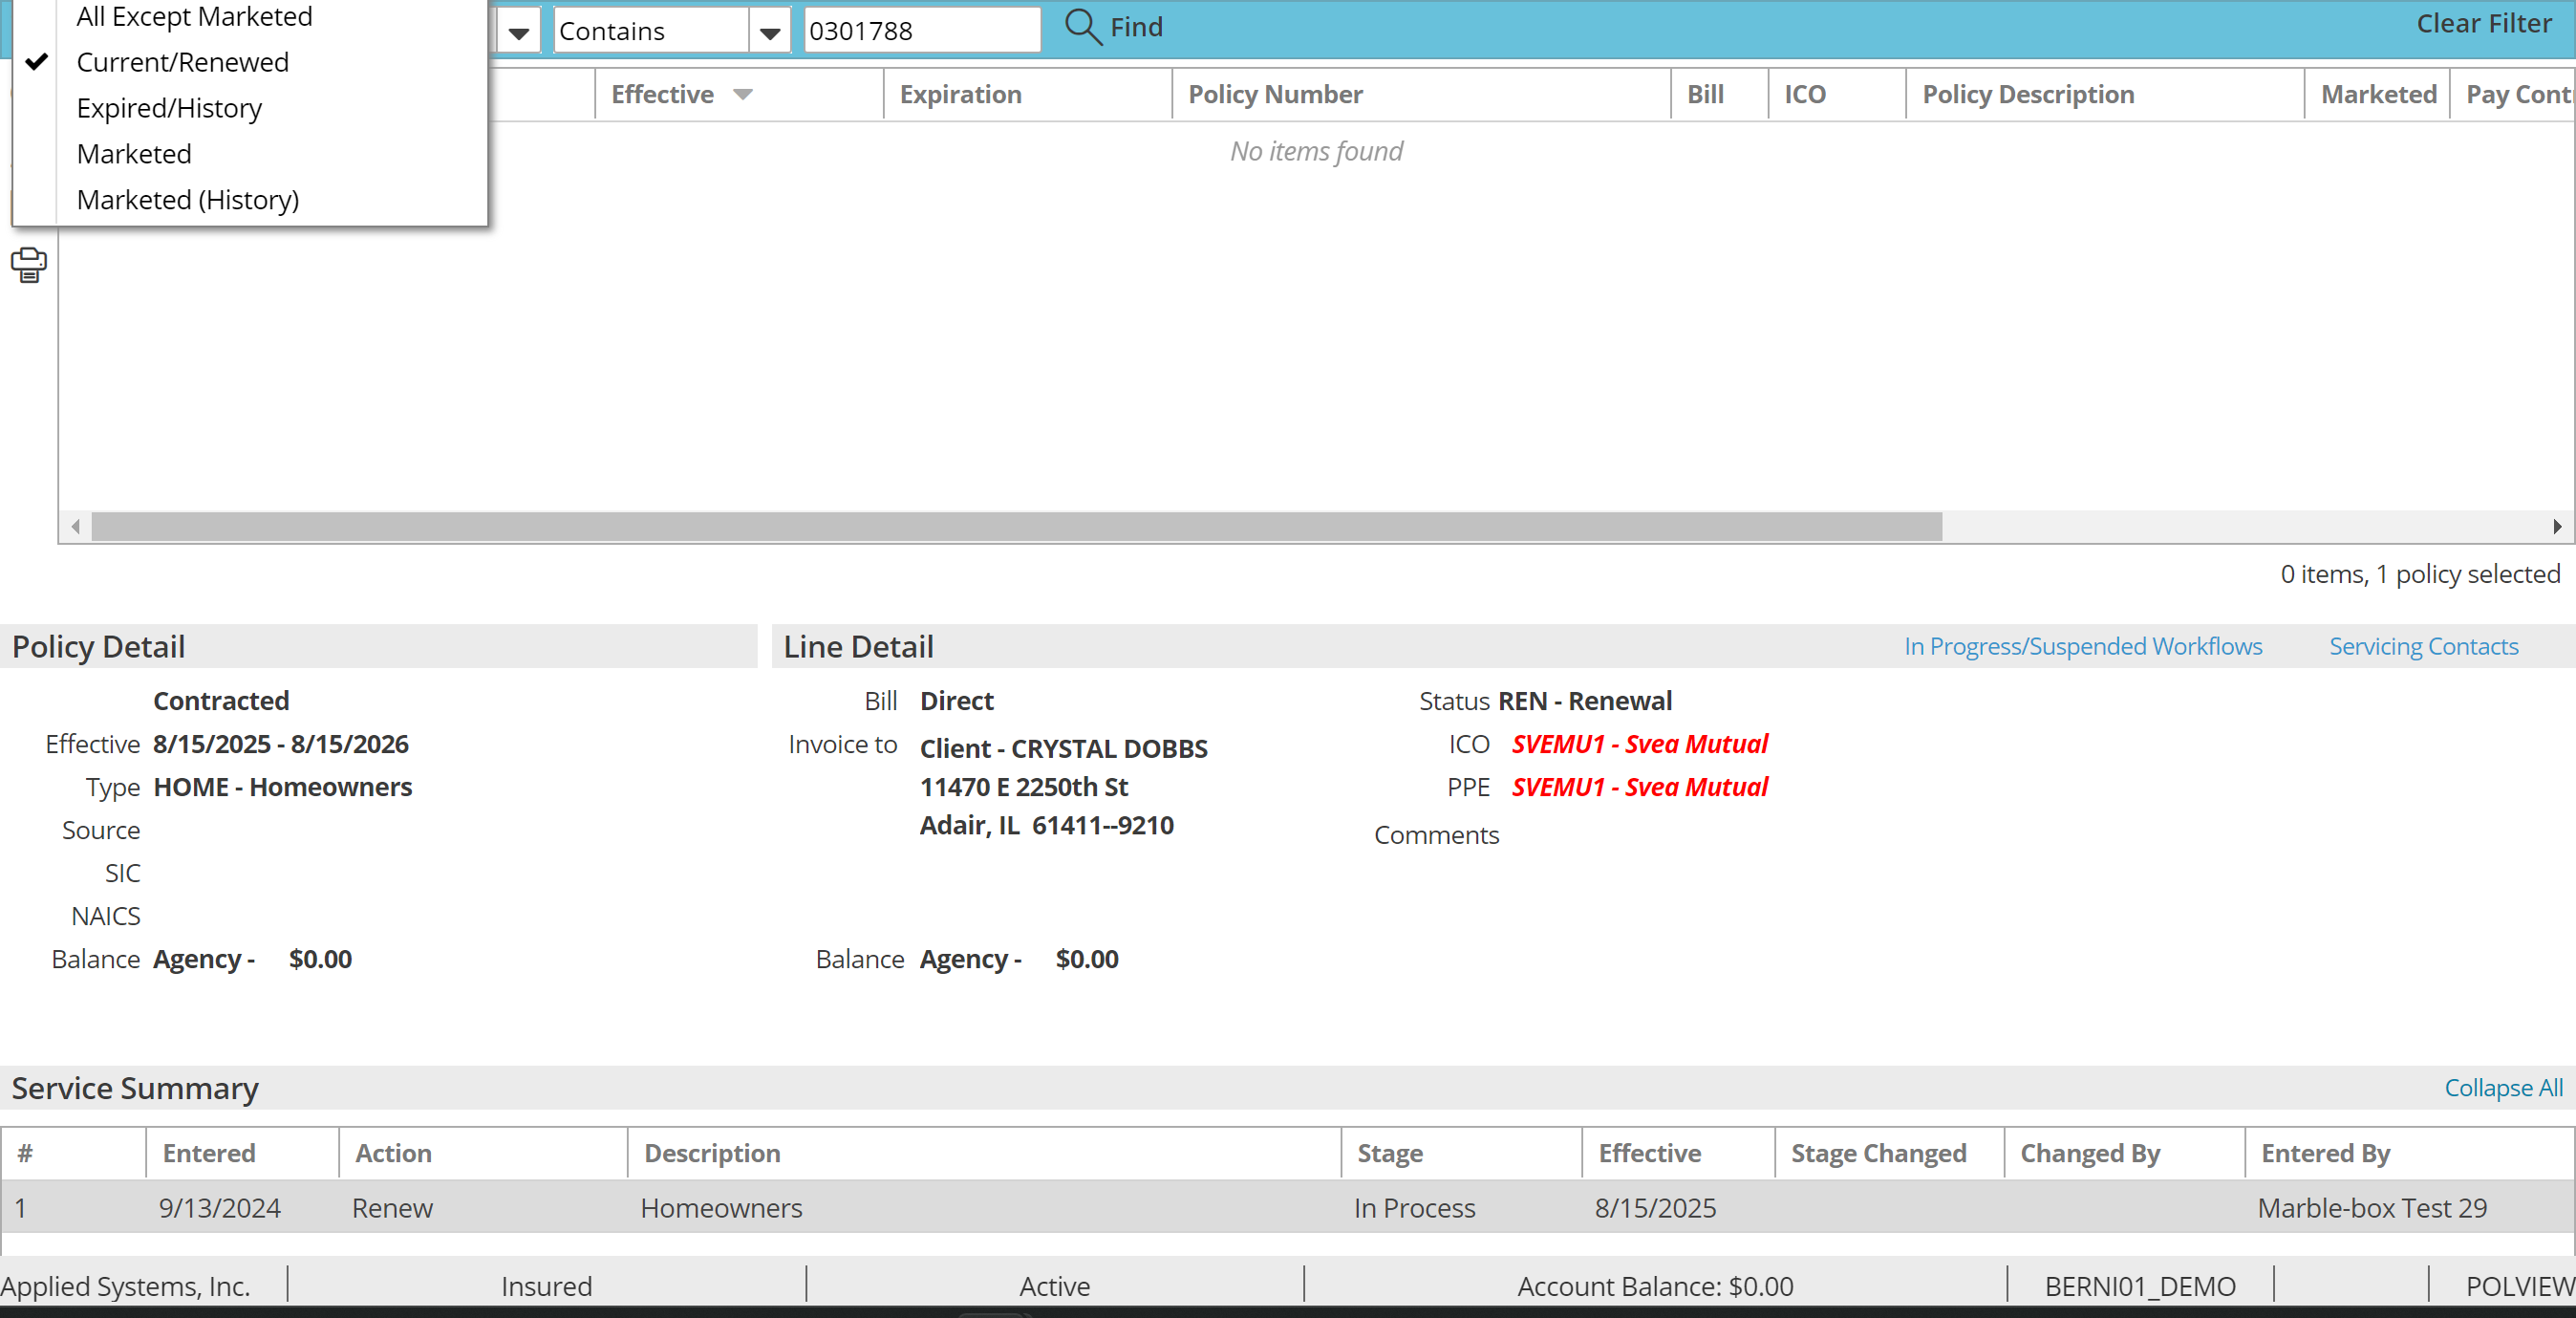 All Except Marketed
Current/Renewed
Expired/History
Marketed
Marketed (History)
Contains 0301788 Find Clear Filter
Effective Expiration Policy Number Bill ICO Policy Description Marketed Pay Cont
No items found
0 items, 1 policy selected
Policy Detail
Contracted
Effective 8/15/2025 - 8/15/2026
Type HOME - Homeowners
Source
SIC
NAICS
Balance Agency - $0.00
Line Detail In Progress/Suspended Workflows Servicing Contacts
Bill Direct
Invoice to Client - CRYSTAL DOBBS
11470 E 2250th St
Adair, IL 61411--9210
Balance Agency - $0.00
Status REN - Renewal
ICO SVEMU1 - Svea Mutual
PPE SVEMU1 - Svea Mutual
Comments
Service Summary Collapse All
# Entered Action Description Stage Effective Stage Changed Changed By Entered By
1 9/13/2024 Renew Homeowners In Process 8/15/2025 Marble-box Test 29
Applied Systems, Inc. Insured Active Account Balance: $0.00 BERNI01_DEMO POLVIEW